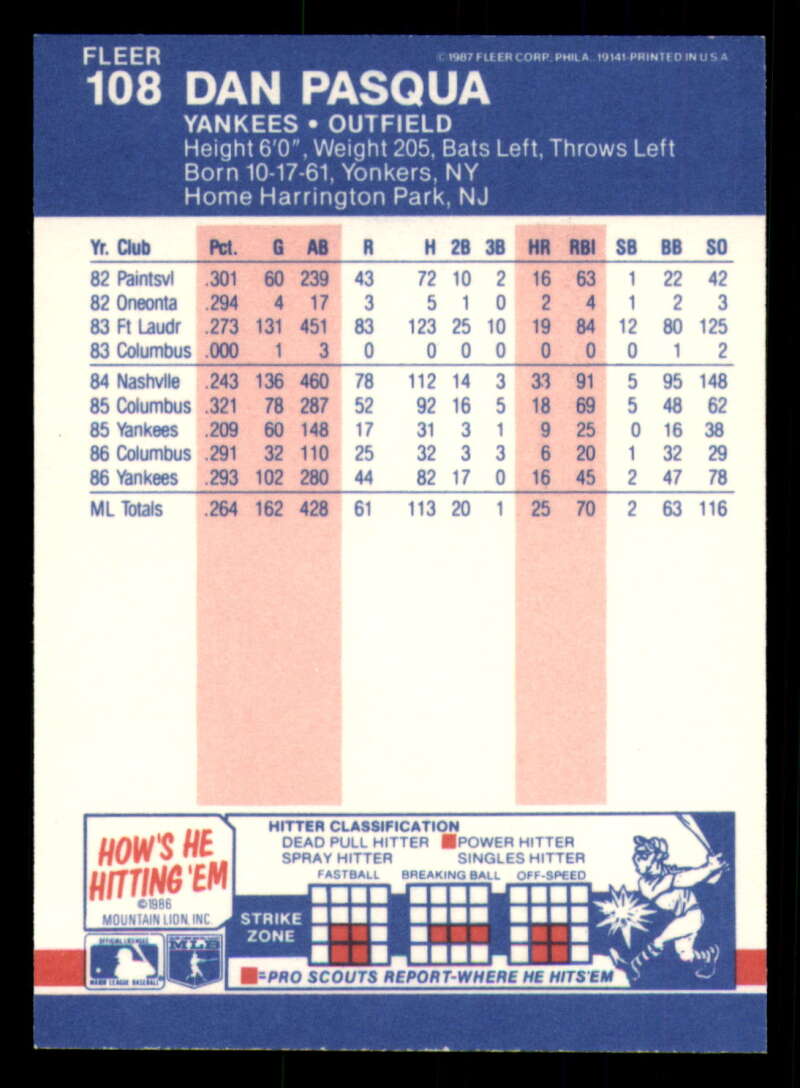 FLEER
© 1987 FLEER CORP. PHILA. 19141-PRINTED IN U S A
108 DAN PASQUA
YANKEES • OUTFIELD
Height 6'0", Weight 205, Bats Left, Throws Left
Born 10-17-61, Yonkers, NY
Home Harrington Park, NJ
Yr. Club Pct. G AB R H 2B 3B HR RBI SB BB SO
82 Paintsvl .301 60 239 43 72 10 2 16 63 1 22 42
82 Oneonta .294 4 17 3 5 1 0 2 4 1 2 3
83 Ft Laudr .273 131 451 83 123 25 10 19 84 12 80 125
83 Columbus .000 1 3 0 0 0 0 0 0 0 1 2
84 Nashvlle .243 136 460 78 112 14 3 33 91 5 95 148
85 Columbus .321 78 287 52 92 16 5 18 69 5 48 62
85 Yankees .209 60 148 17 31 3 1 9 25 0 16 38
86 Columbus .291 32 110 25 32 3 3 6 20 1 32 29
86 Yankees .293 102 280 44 82 17 0 16 45 2 47 78
ML Totals .264 162 428 61 113 20 1 25 70 2 63 116
HOW'S HE
HITTING 'EM
©1986
MOUNTAIN LION, INC.
OFFICIAL LICENSEE
MAJOR LEAGUE BASEBALL
MLB
HITTER CLASSIFICATION
DEAD PULL HITTER POWER HITTER
SPRAY HITTER SINGLES HITTER
FASTBALL BREAKING BALL OFF-SPEED
STRIKE
ZONE
=PRO SCOUTS REPORT-WHERE HE HITS'EM